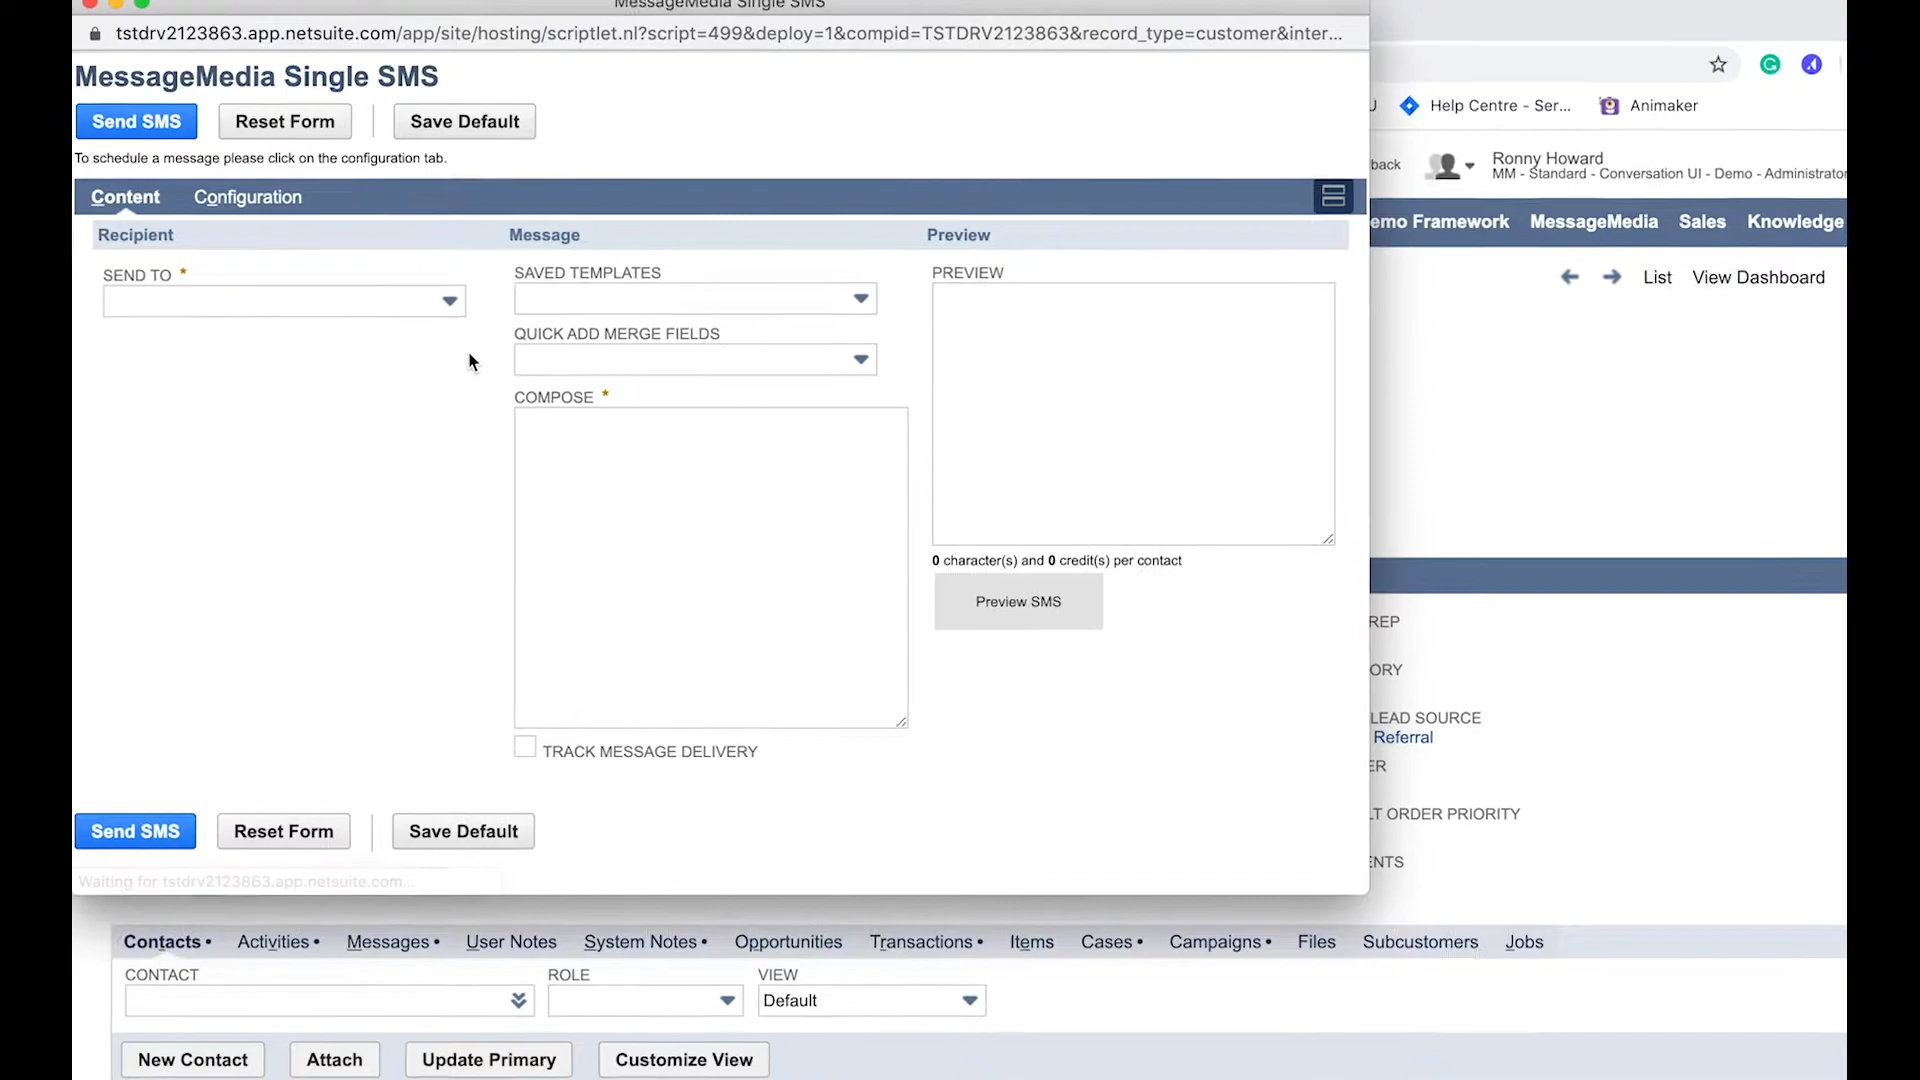 MessageMedia Single SMS
tstdrv2123863.app.netsuite.com/app/site/hosting/scriptlet.nl?script=499&deploy=1&compid=TSTDRV2123863&record_type=customer&inter...
MessageMedia Single SMS
Send SMS
Reset Form
Save Default
To schedule a message please click on the configuration tab.
Content
Configuration
Recipient
Message
Preview
SEND TO *
SAVED TEMPLATES
QUICK ADD MERGE FIELDS
COMPOSE *
TRACK MESSAGE DELIVERY
PREVIEW
0 character(s) and 0 credit(s) per contact
Preview SMS
Send SMS
Reset Form
Save Default
Waiting for tstdrv2123863.app.netsuite.com...
Help Centre - Ser...
Animaker
back
Ronny Howard
MM - Standard - Conversation UI - Demo - Administrator
emo Framework
MessageMedia
Sales
Knowledge
List
View Dashboard
REP
ORY
LEAD SOURCE
Referral
ER
LT ORDER PRIORITY
ENTS
Contacts •
Activities •
Messages •
User Notes
System Notes •
Opportunities
Transactions •
Items
Cases •
Campaigns •
Files
Subcustomers
Jobs
CONTACT
ROLE
VIEW
Default
New Contact
Attach
Update Primary
Customize View